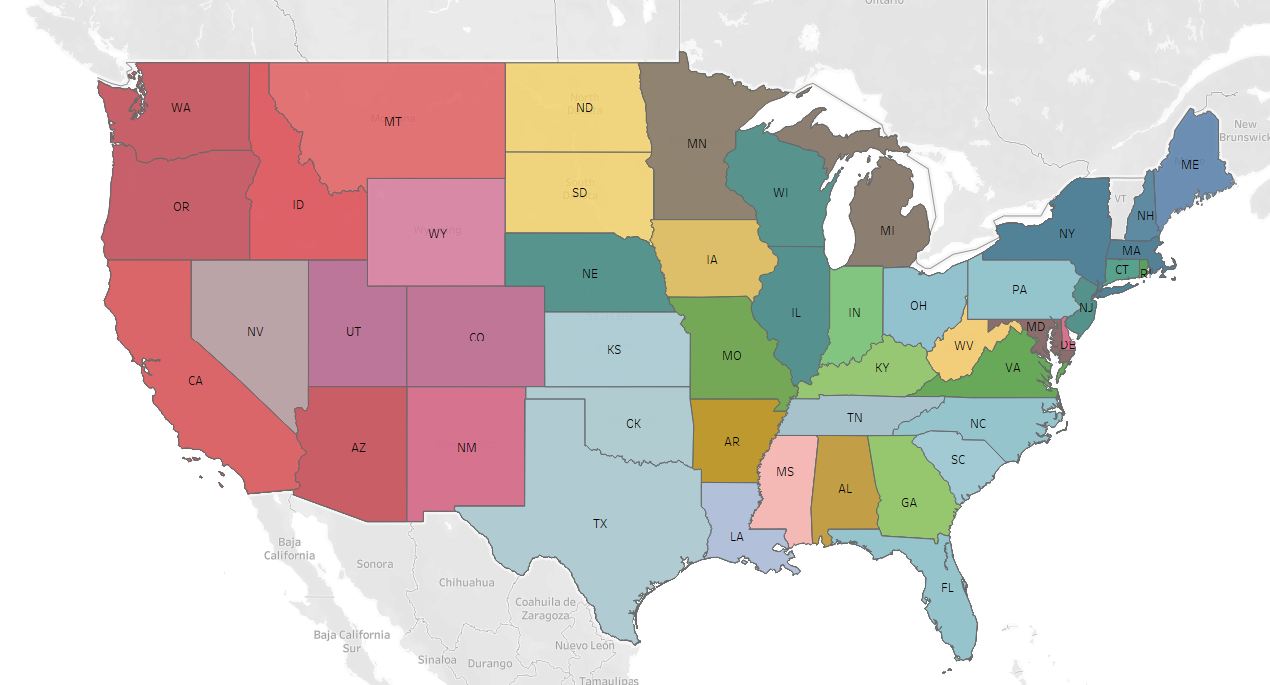 Ontario
New
Brunswick
WA
MT
ND
MN
ME
OR
ID
WY
SD
WI
MI
VT
NH
NY
MA
CT
RI
NE
IA
PA
NV
UT
CO
IL
IN
OH
NJ
MD
DE
KS
MO
KY
WV
VA
CA
AZ
NM
CK
AR
TN
NC
SC
MS
AL
GA
TX
LA
FL
Baja
California
Sonora
Chihuahua
Coahuila de
Zaragoza
Baja California
Sur
Nuevo León
Sinaloa
Durango
Tamaulipas